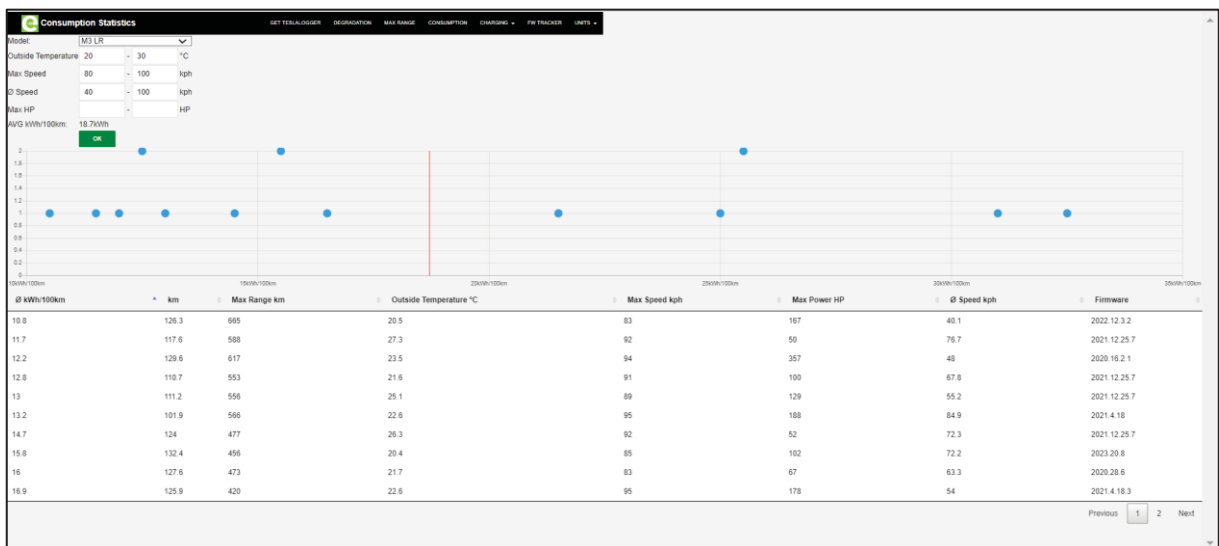 Consumption Statistics GET TESLALOGGER DEGRADATION MAX RANGE CONSUMPTION CHARGING FW TRACKER UNITS
Model: M3 LR
Outside Temperature 20 - 30 °C
Max Speed 80 - 100 kph
Ø Speed 40 - 100 kph
Max HP - HP
AVG kWh/100km: 18.7kWh
OK
2
1.8
1.6
1.4
1.2
1
0.8
0.6
0.4
0.2
0
10kWh/100km 15kWh/100km 20kWh/100km 25kWh/100km 30kWh/100km 35kWh/100km
Ø kWh/100km km Max Range km Outside Temperature °C Max Speed kph Max Power HP Ø Speed kph Firmware
10.8 126.3 665 20.5 83 167 40.1 2022.12.3.2
11.7 117.6 588 27.3 92 50 76.7 2021.12.25.7
12.2 129.6 617 23.5 94 357 48 2020.16.2.1
12.8 110.7 553 21.6 91 100 67.8 2021.12.25.7
13 111.2 556 25.1 89 129 55.2 2021.12.25.7
13.2 101.9 566 22.6 95 188 84.9 2021.4.18
14.7 124 477 26.3 92 52 72.3 2021.12.25.7
15.8 132.4 456 20.4 85 102 72.2 2023.20.8
16 127.6 473 21.7 83 67 63.3 2020.28.6
16.9 125.9 420 22.6 95 178 54 2021.4.18.3
Previous 1 2 Next